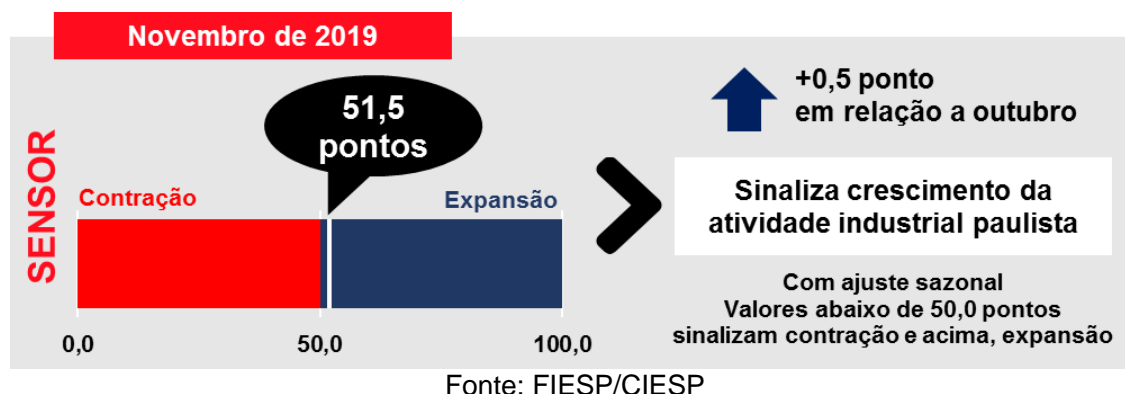 Novembro de 2019
SENSOR
51,5
pontos
Contração
Expansão
0,0
50,0
100,0
+0,5 ponto
em relação a outubro
Sinaliza crescimento da
atividade industrial paulista
Com ajuste sazonal
Valores abaixo de 50,0 pontos
sinalizam contração e acima, expansão
Fonte: FIESP/CIESP